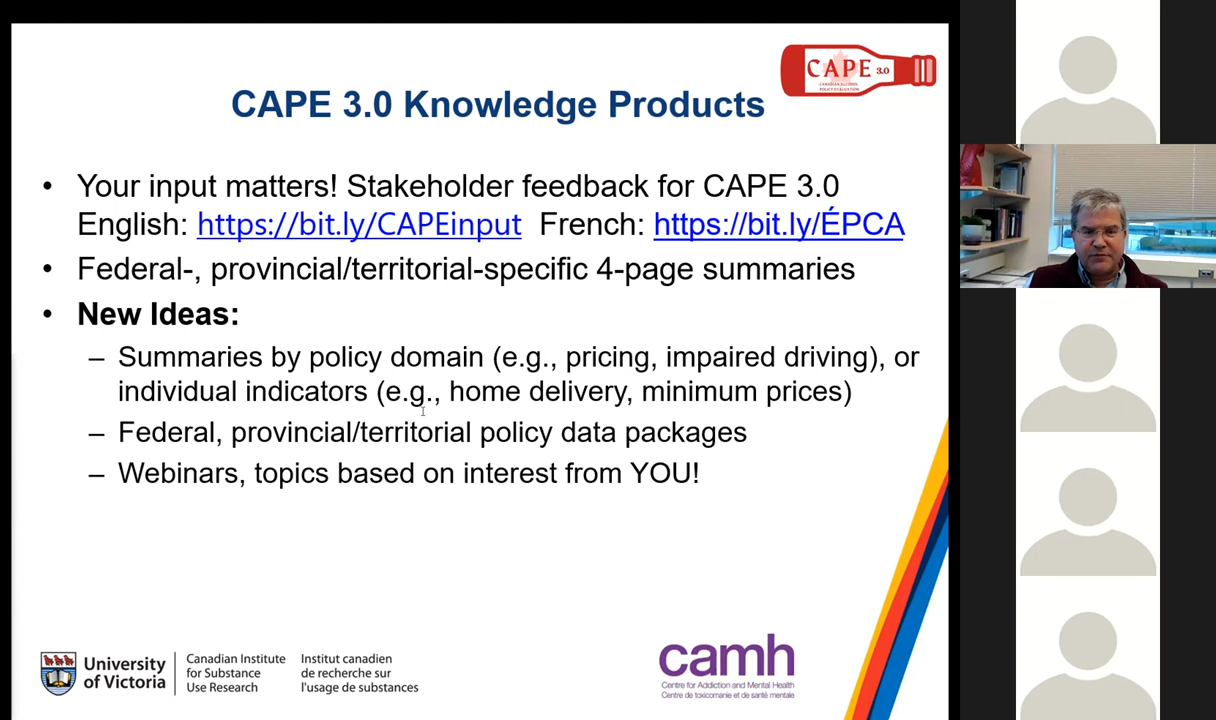 CAPE 3.0
CANADIAN ALCOHOL
POLICY EVALUATION
CAPE 3.0 Knowledge Products
• Your input matters! Stakeholder feedback for CAPE 3.0
English: https://bit.ly/CAPEinput French: https://bit.ly/ÉPCA
• Federal-, provincial/territorial-specific 4-page summaries
• New Ideas:
– Summaries by policy domain (e.g., pricing, impaired driving), or
individual indicators (e.g., home delivery, minimum prices)
– Federal, provincial/territorial policy data packages
– Webinars, topics based on interest from YOU!
University
of Victoria
Canadian Institute
for Substance
Use Research
Institut canadien
de recherche sur
l'usage de substances
camh
Centre for Addiction and Mental Health
Centre de toxicomanie et de santé mentale